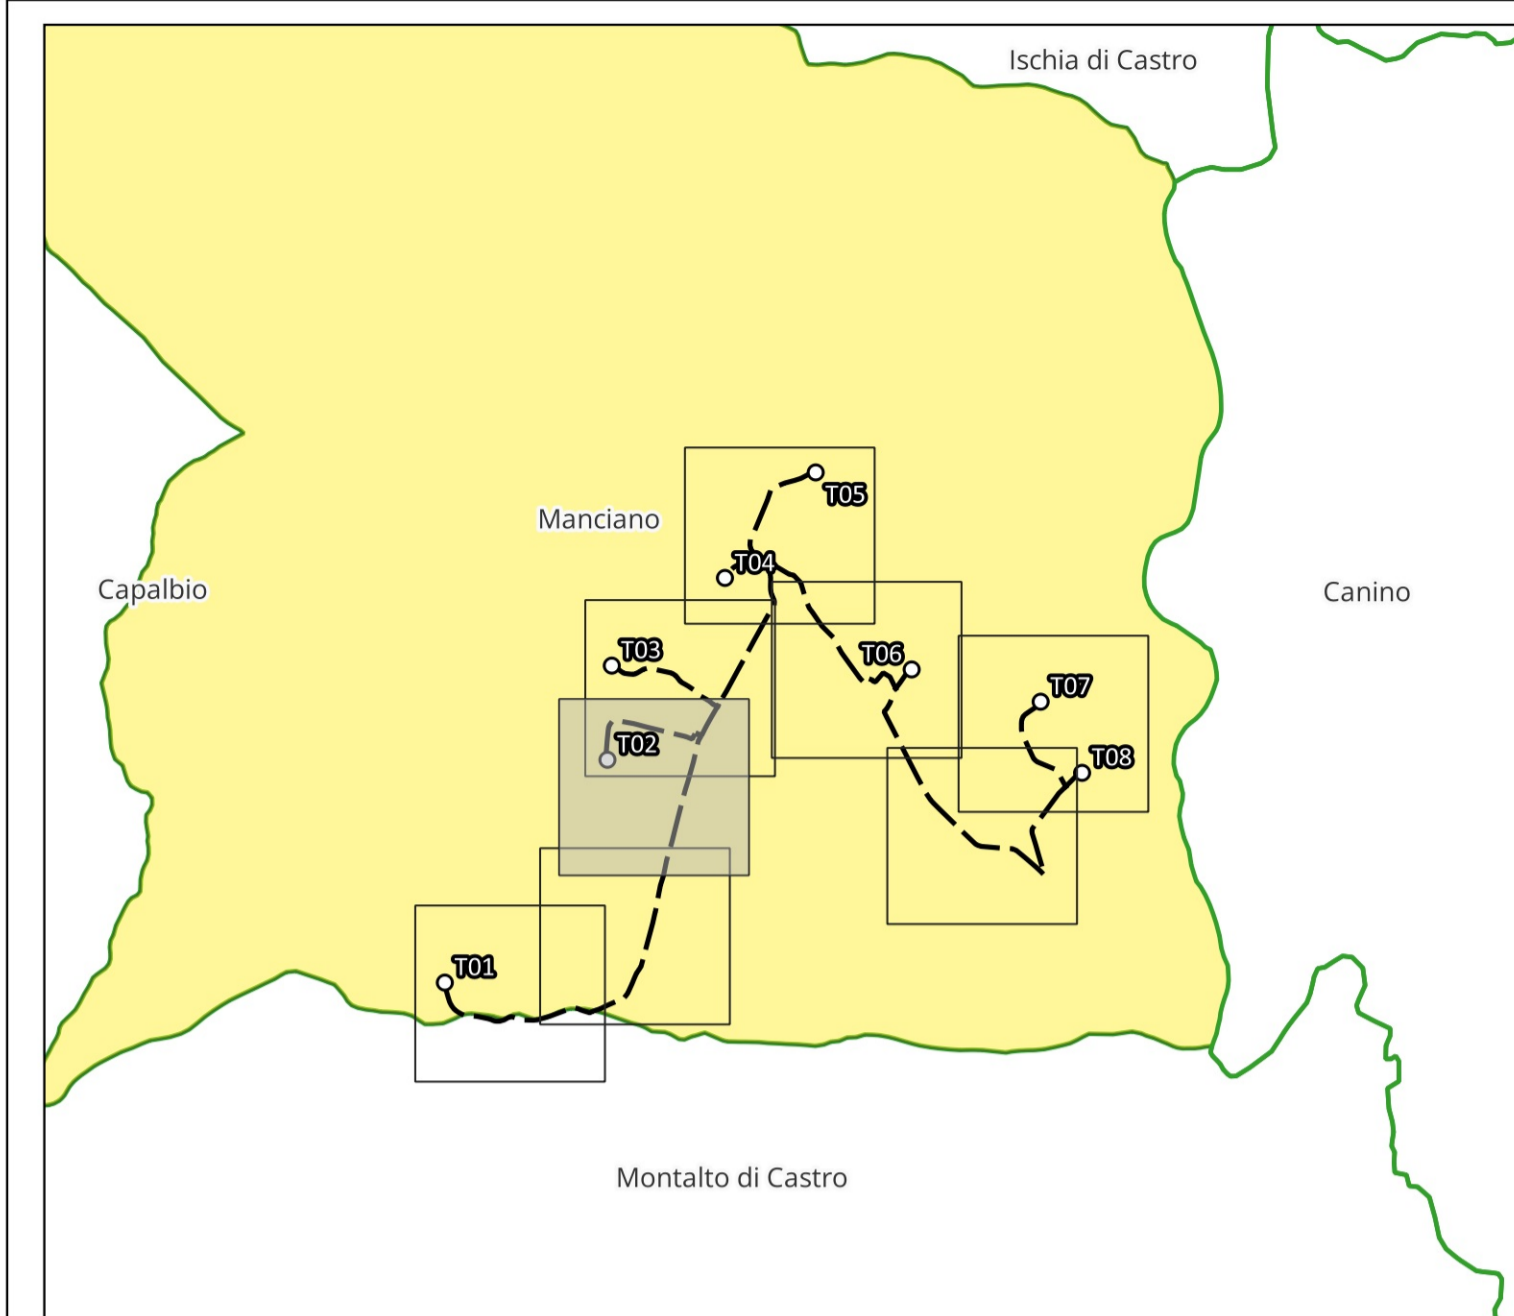 Ischia di Castro
T05
Manciano
T04
Capalbio
Canino
T03
T06
T07
T02
T08
T01
Montalto di Castro